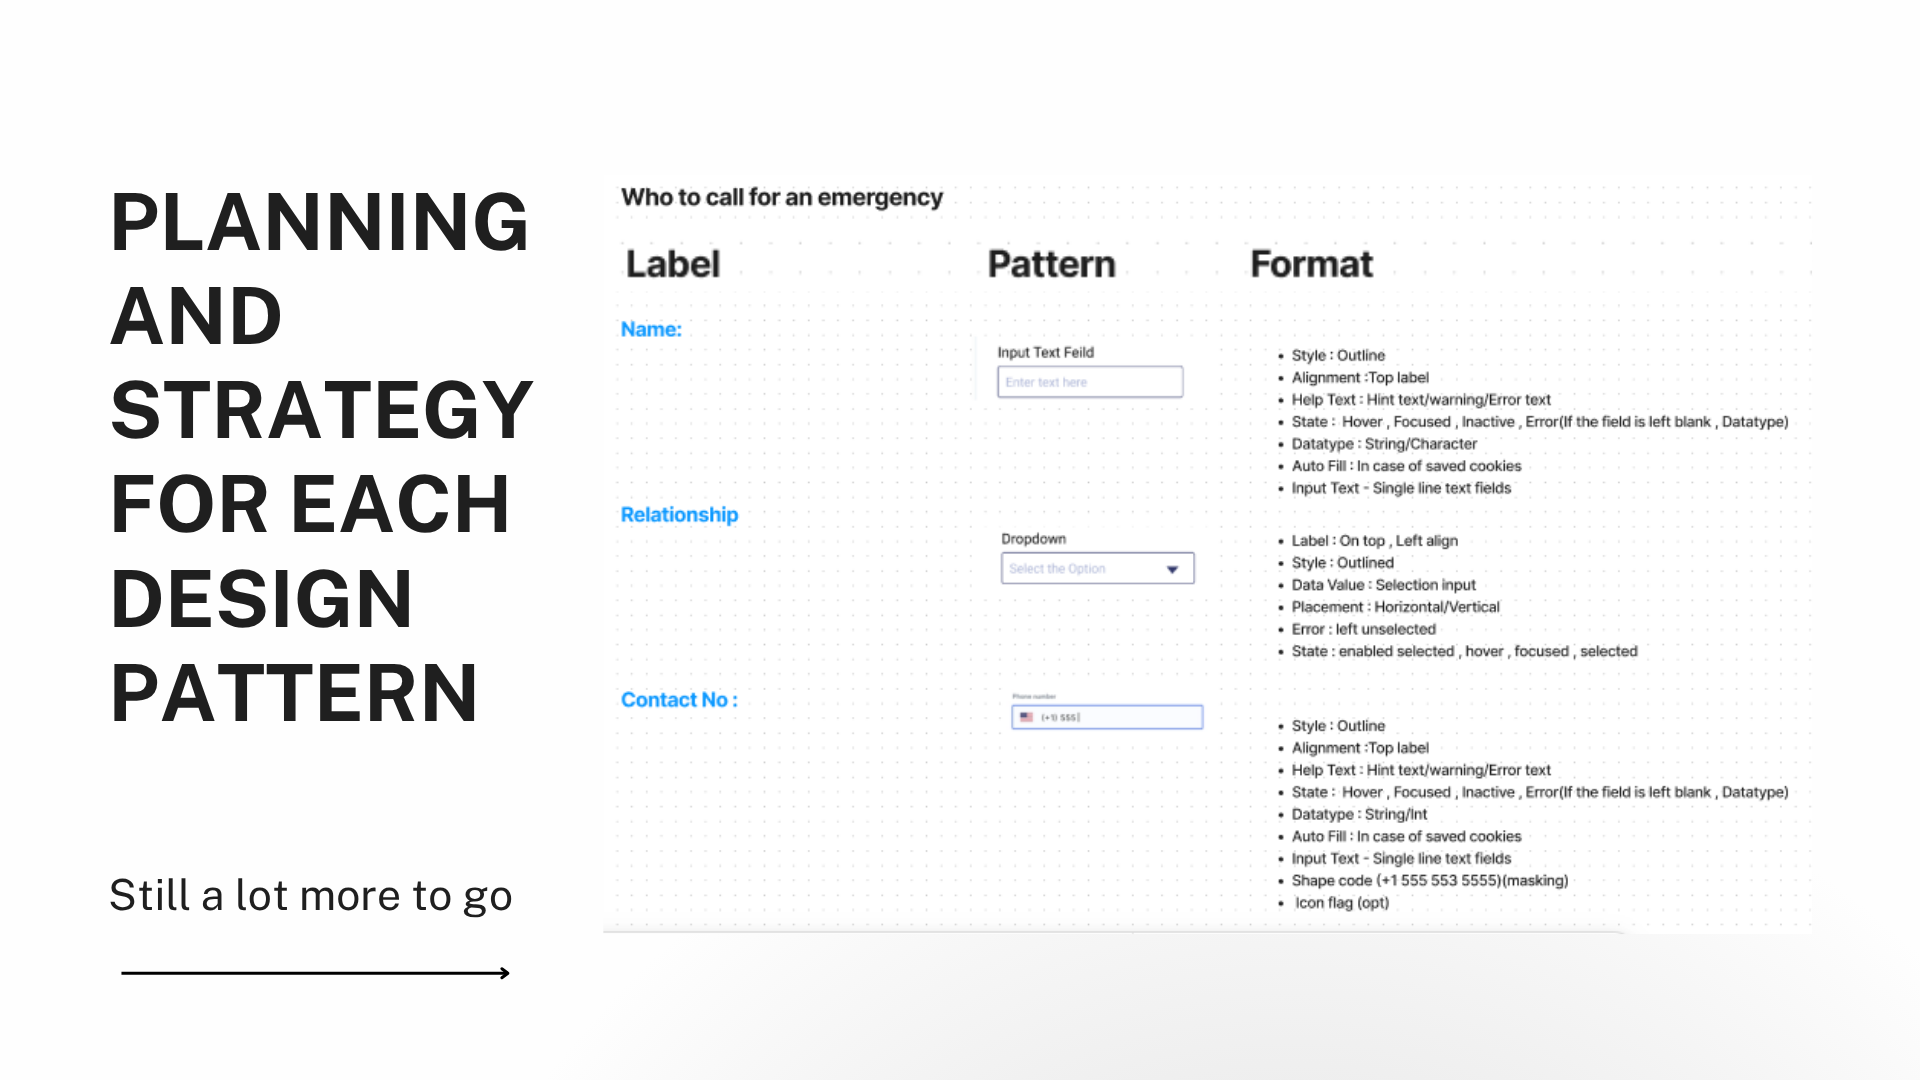 PLANNING
AND
STRATEGY
FOR EACH
DESIGN
PATTERN
Still a lot more to go
Who to call for an emergency
Label Pattern Format
Name:
Input Text Feild
Enter text here
• Style : Outline
• Alignment :Top label
• Help Text : Hint text/warning/Error text
• State : Hover , Focused , Inactive , Error(If the field is left blank , Datatype)
• Datatype : String/Character
• Auto Fill : In case of saved cookies
• Input Text - Single line text fields
Relationship
Dropdown
Select the Option
• Label : On top , Left align
• Style : Outlined
• Data Value : Selection input
• Placement : Horizontal/Vertical
• Error : left unselected
• State : enabled selected , hover , focused , selected
Contact No :
Phone number
(+1) 555
• Style : Outline
• Alignment :Top label
• Help Text : Hint text/warning/Error text
• State : Hover , Focused , Inactive , Error(If the field is left blank , Datatype)
• Datatype : String/Int
• Auto Fill : In case of saved cookies
• Input Text - Single line text fields
• Shape code (+1 555 553 5555)(masking)
• Icon flag (opt)